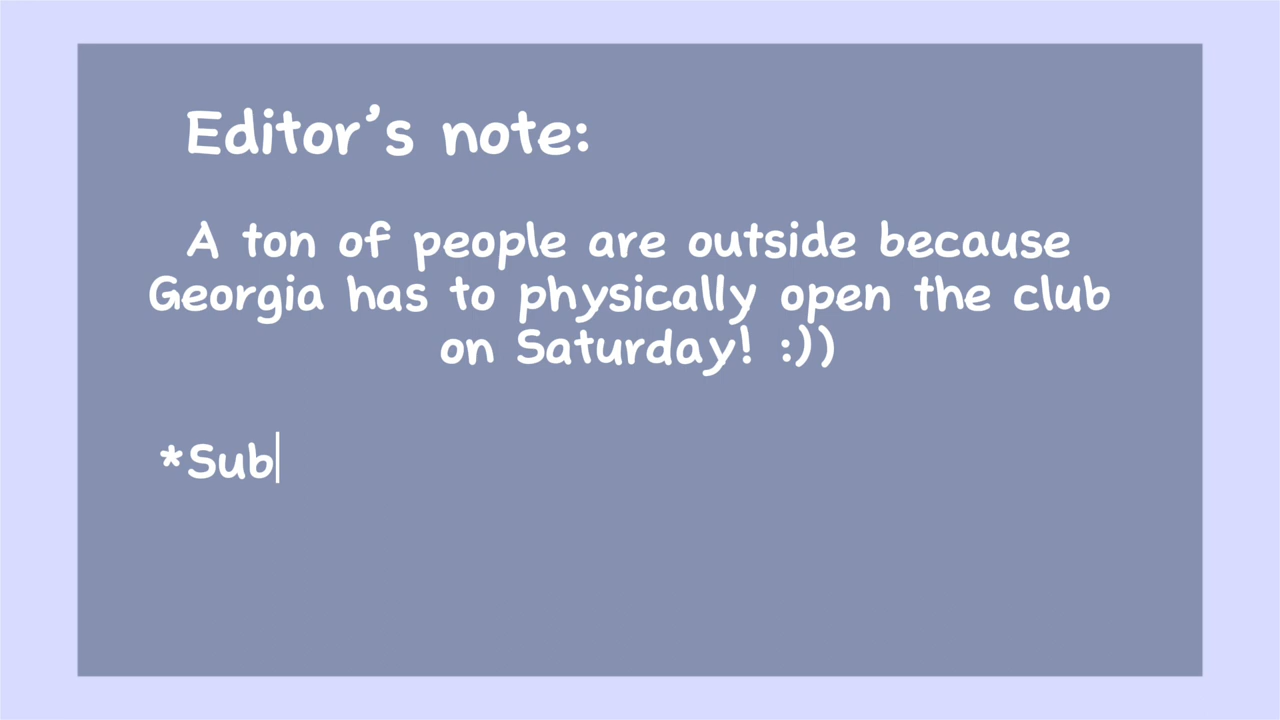 Editor's note:
A ton of people are outside because
Georgia has to physically open the club
on Saturday! :))
*Sub